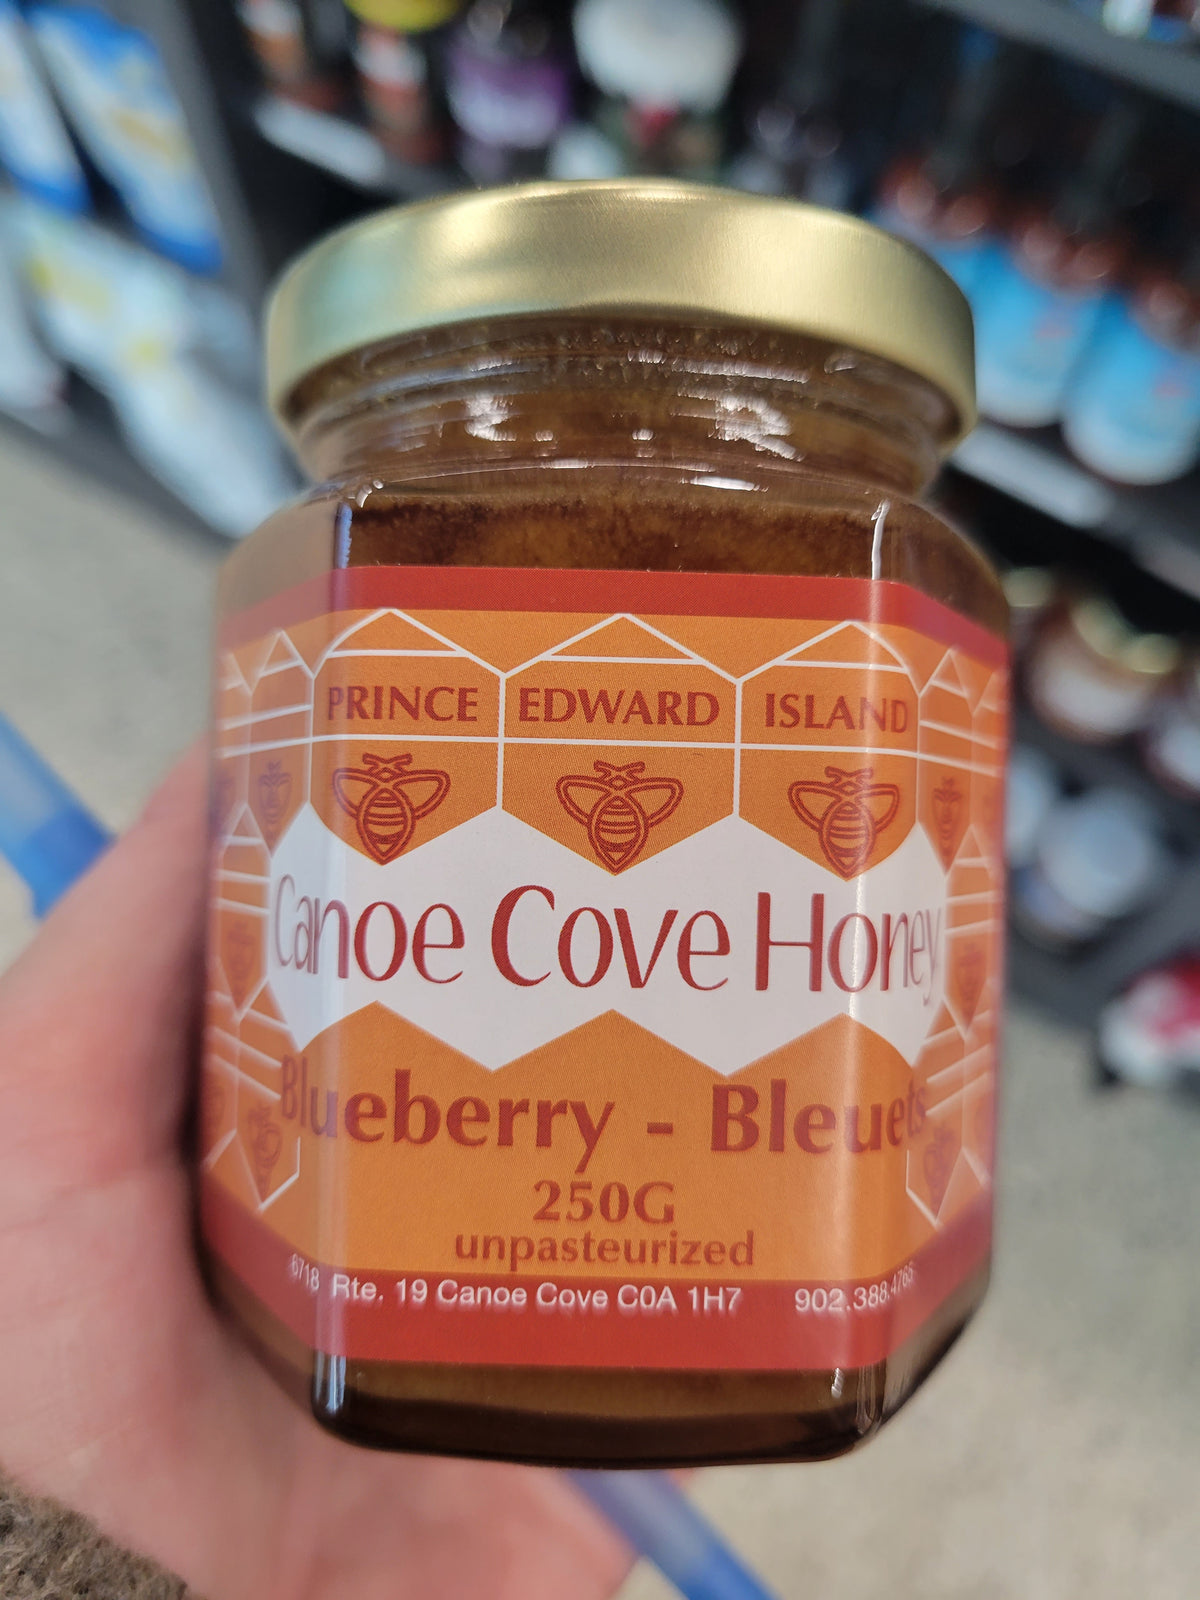 PRINCE EDWARD ISLAND
Canoe Cove Honey
Blueberry - Bleuets
250G
unpasteurized
6718 Rte. 19 Canoe Cove C0A 1H7 902.388.4765